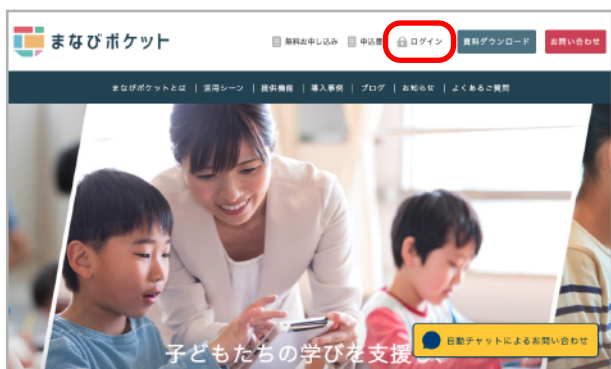 まなびポケット
無料お申し込み 申込書 ログイン 資料ダウンロード お問い合わせ
まなびポケットとは | 活用シーン | 提供機能 | 導入事例 | ブログ | お知らせ | よくあるご質問
子どもたちの学びを支援し、
自動チャットによるお問い合わせ